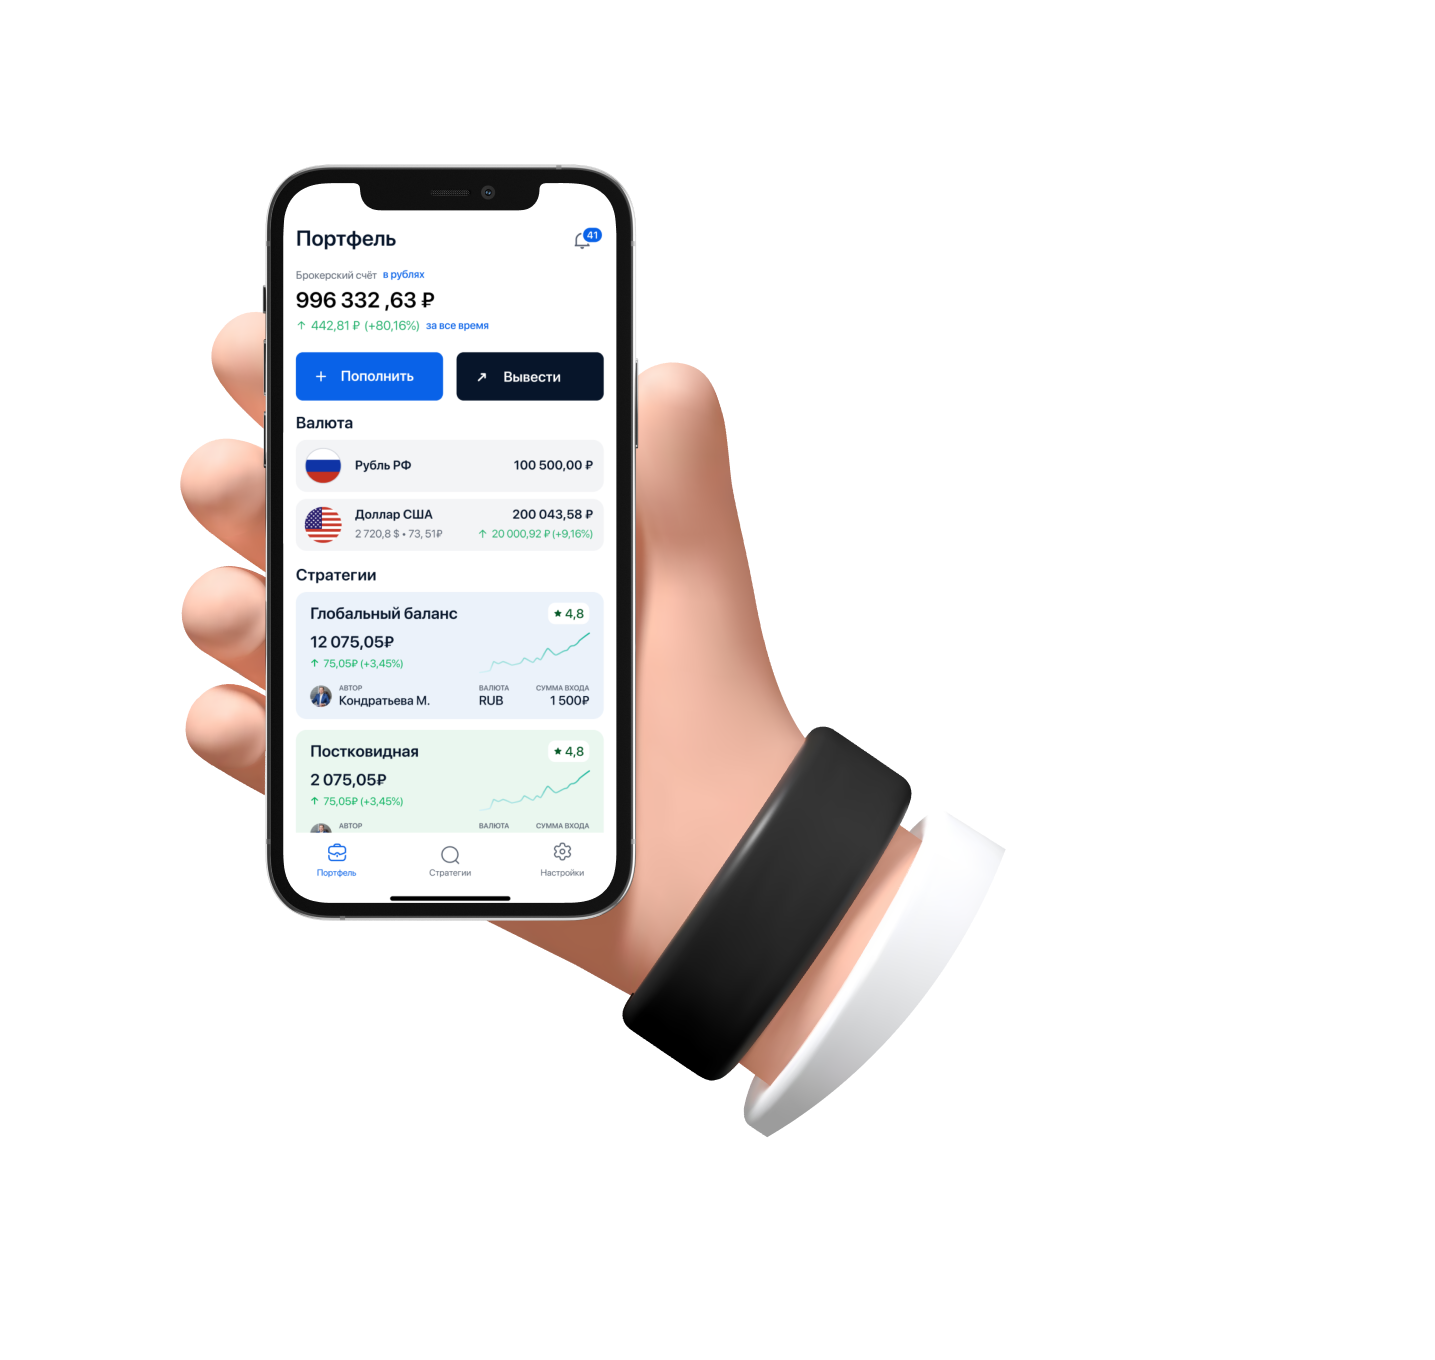 Портфель
41
Брокерский счёт в рублях
996 332 ,63 ₽
↑ 442,81 ₽ (+80,16%) за все время
+ Пополнить
↗ Вывести
Валюта
Рубль РФ 100 500,00 ₽
Доллар США 200 043,58 ₽
2 720,8 $ • 73, 51₽ ↑ 20 000,92 ₽ (+9,16%)
Стратегии
Глобальный баланс ★ 4,8
12 075,05₽
↑ 75,05₽ (+3,45%)
АВТОР ВАЛЮТА СУММА ВХОДА
Кондратьева М. RUB 1 500₽
Постковидная ★ 4,8
2 075,05₽
↑ 75,05₽ (+3,45%)
АВТОР ВАЛЮТА СУММА ВХОДА
Портфель Стратегии Настройки